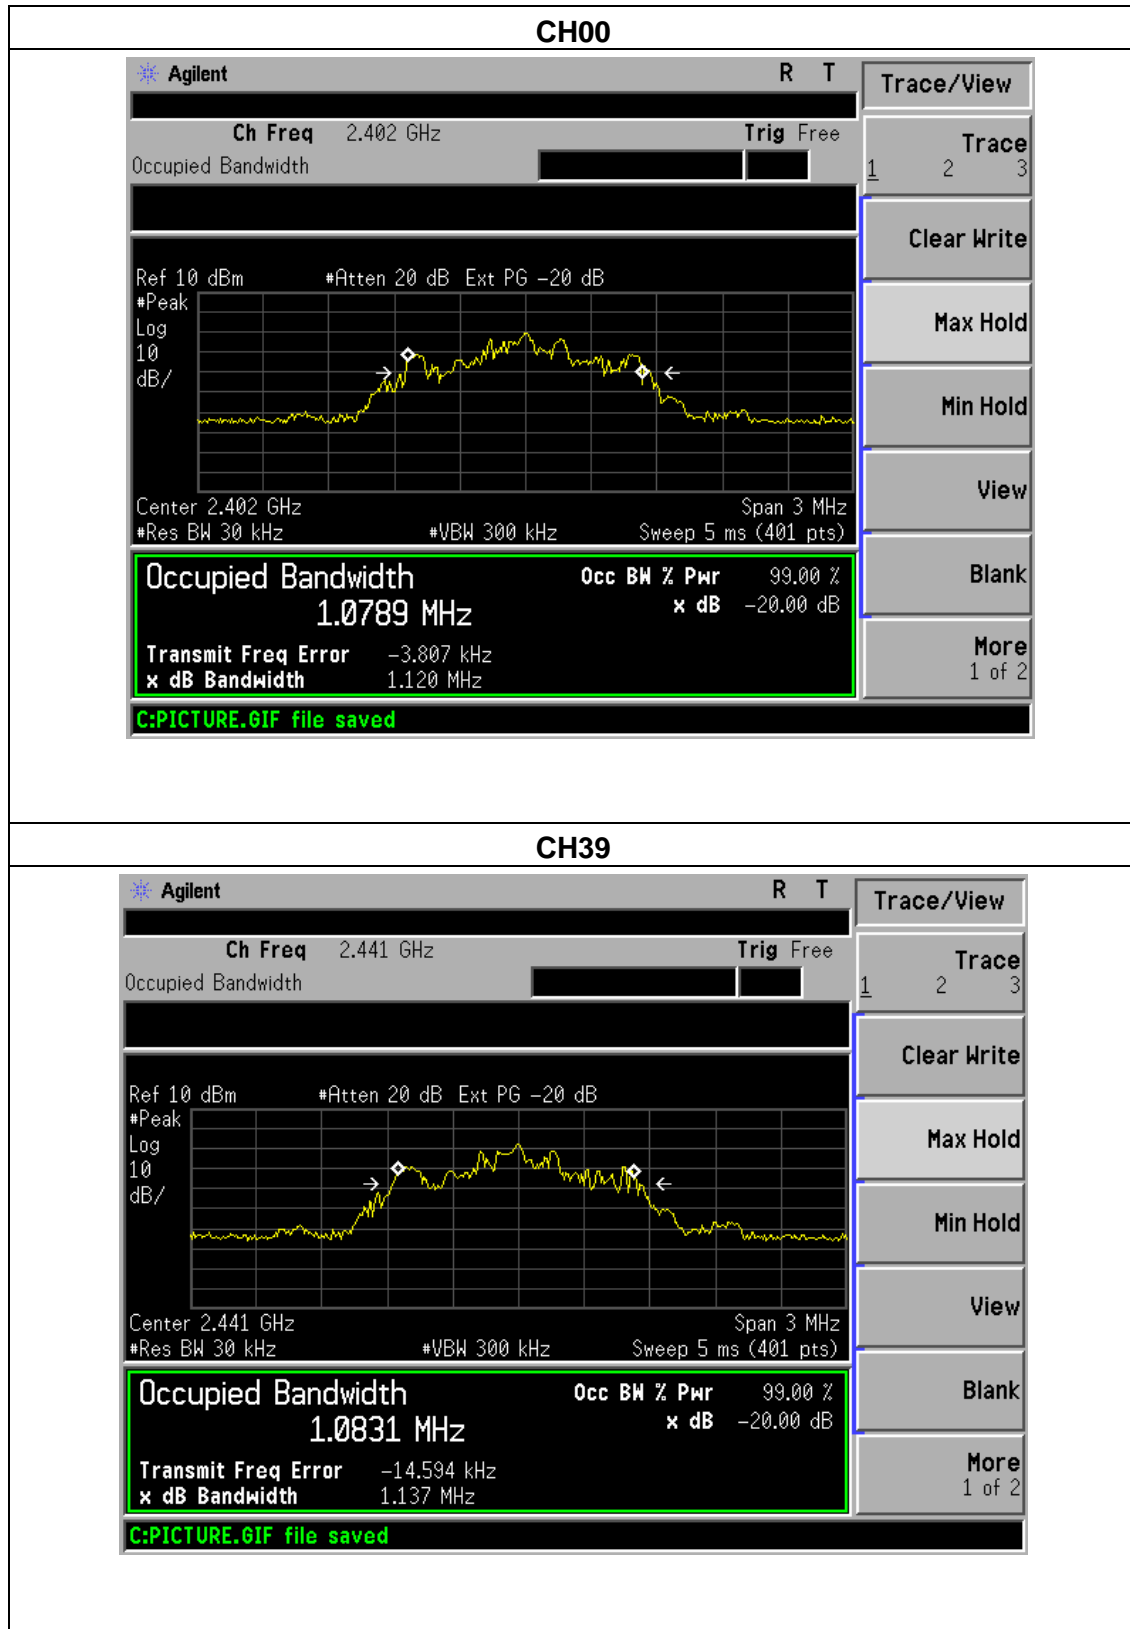 CH00
Agilent R T Trace/View
Ch Freq 2.402 GHz Trig Free
Occupied Bandwidth
Trace
1 2 3
Clear Write
Max Hold
Min Hold
View
Blank
More
1 of 2
Ref 10 dBm #Atten 20 dB Ext PG -20 dB
#Peak
Log
10
dB/
Center 2.402 GHz Span 3 MHz
#Res BW 30 kHz #VBW 300 kHz Sweep 5 ms (401 pts)
Occupied Bandwidth Occ BW % Pwr 99.00 %
1.0789 MHz x dB -20.00 dB
Transmit Freq Error -3.807 kHz
x dB Bandwidth 1.120 MHz
C:PICTURE.GIF file saved
CH39
Agilent R T Trace/View
Ch Freq 2.441 GHz Trig Free
Occupied Bandwidth
Trace
1 2 3
Clear Write
Max Hold
Min Hold
View
Blank
More
1 of 2
Ref 10 dBm #Atten 20 dB Ext PG -20 dB
#Peak
Log
10
dB/
Center 2.441 GHz Span 3 MHz
#Res BW 30 kHz #VBW 300 kHz Sweep 5 ms (401 pts)
Occupied Bandwidth Occ BW % Pwr 99.00 %
1.0831 MHz x dB -20.00 dB
Transmit Freq Error -14.594 kHz
x dB Bandwidth 1.137 MHz
C:PICTURE.GIF file saved